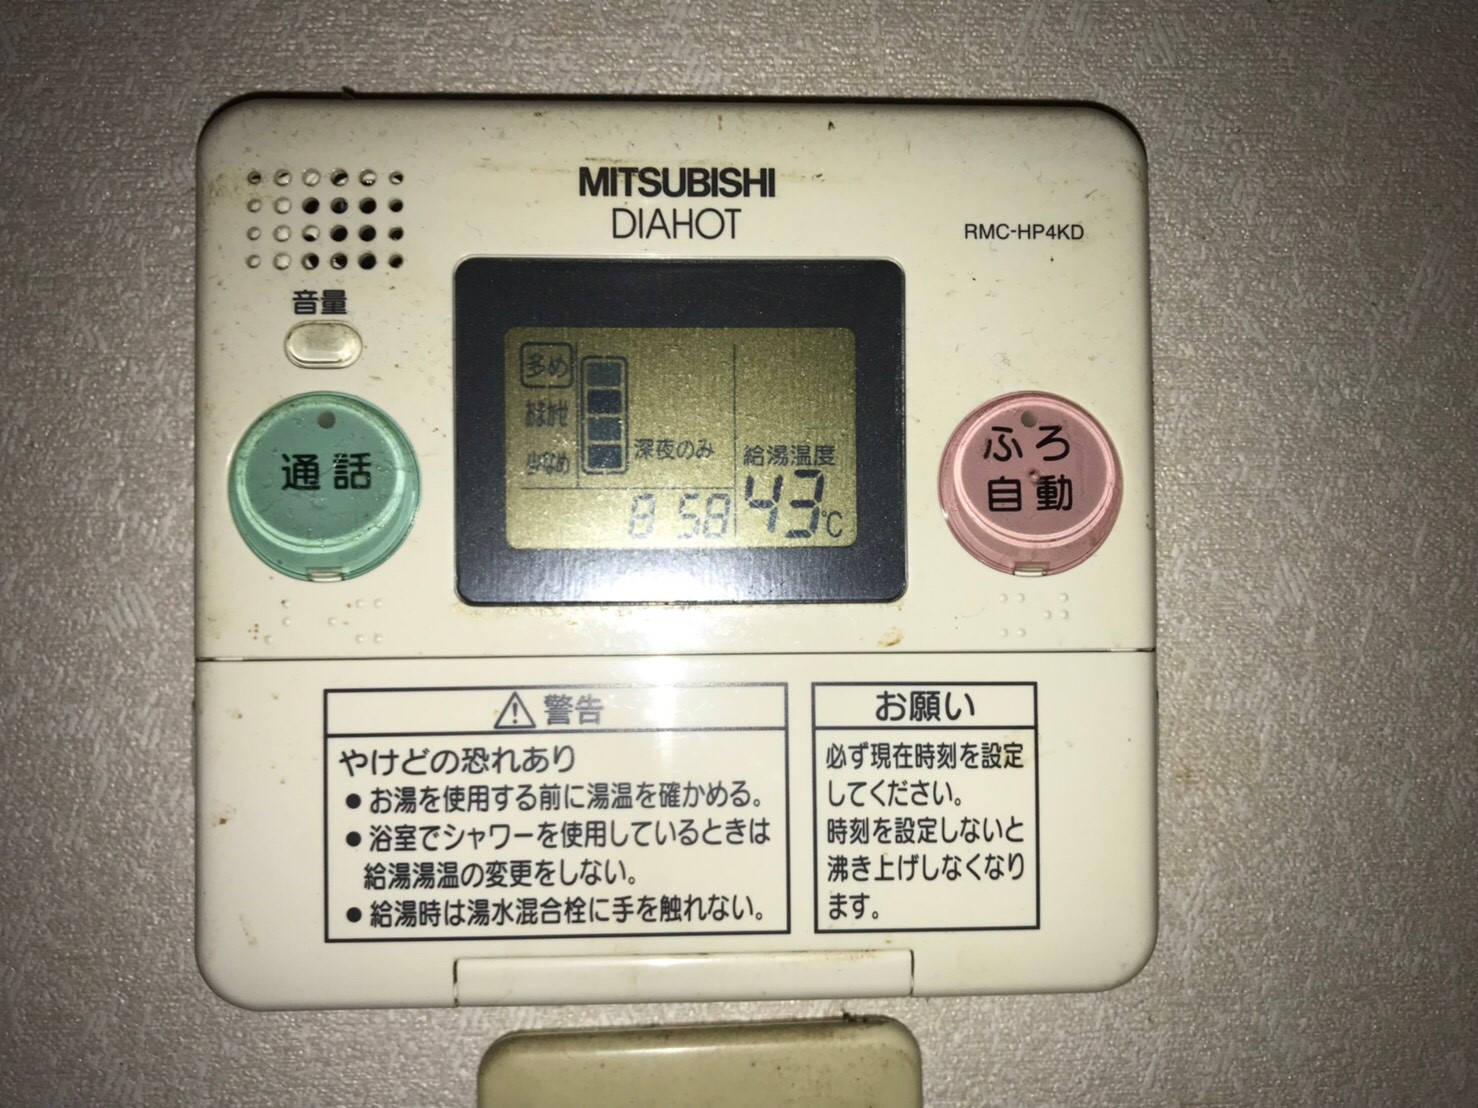 MITSUBISHI
DIAHOT
RMC-HP4KD
音量
通話
多め
おまかせ
少なめ
深夜のみ
8 58
給湯温度
43℃
ふろ
自動
警告
やけどの恐れあり
● お湯を使用する前に湯温を確かめる。
● 浴室でシャワーを使用しているときは
給湯湯温の変更をしない。
● 給湯時は湯水混合栓に手を触れない。
お願い
必ず現在時刻を設定
してください。
時刻を設定しないと
沸き上げしなくなり
ます。